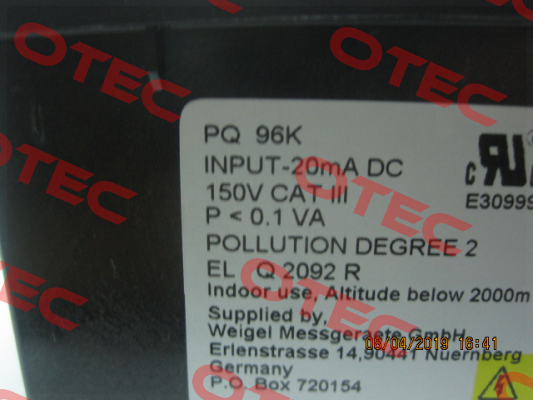 PQ 96K
INPUT-20mA DC
150V CAT-III
P < 0.1 VA
POLLUTION DEGREE 2
EL Q 2092 R
Indoor use, Altitude below 2000m
Supplied by,
Weigel Messgeraete GmbH
Erlenstrasse 14,90441 Nuernberg
Germany
P.O. Box 720154
c RU
E30999
06/04/2019 16:41
OTEC
OTEC
OTEC
OTEC
OTEC
OTEC